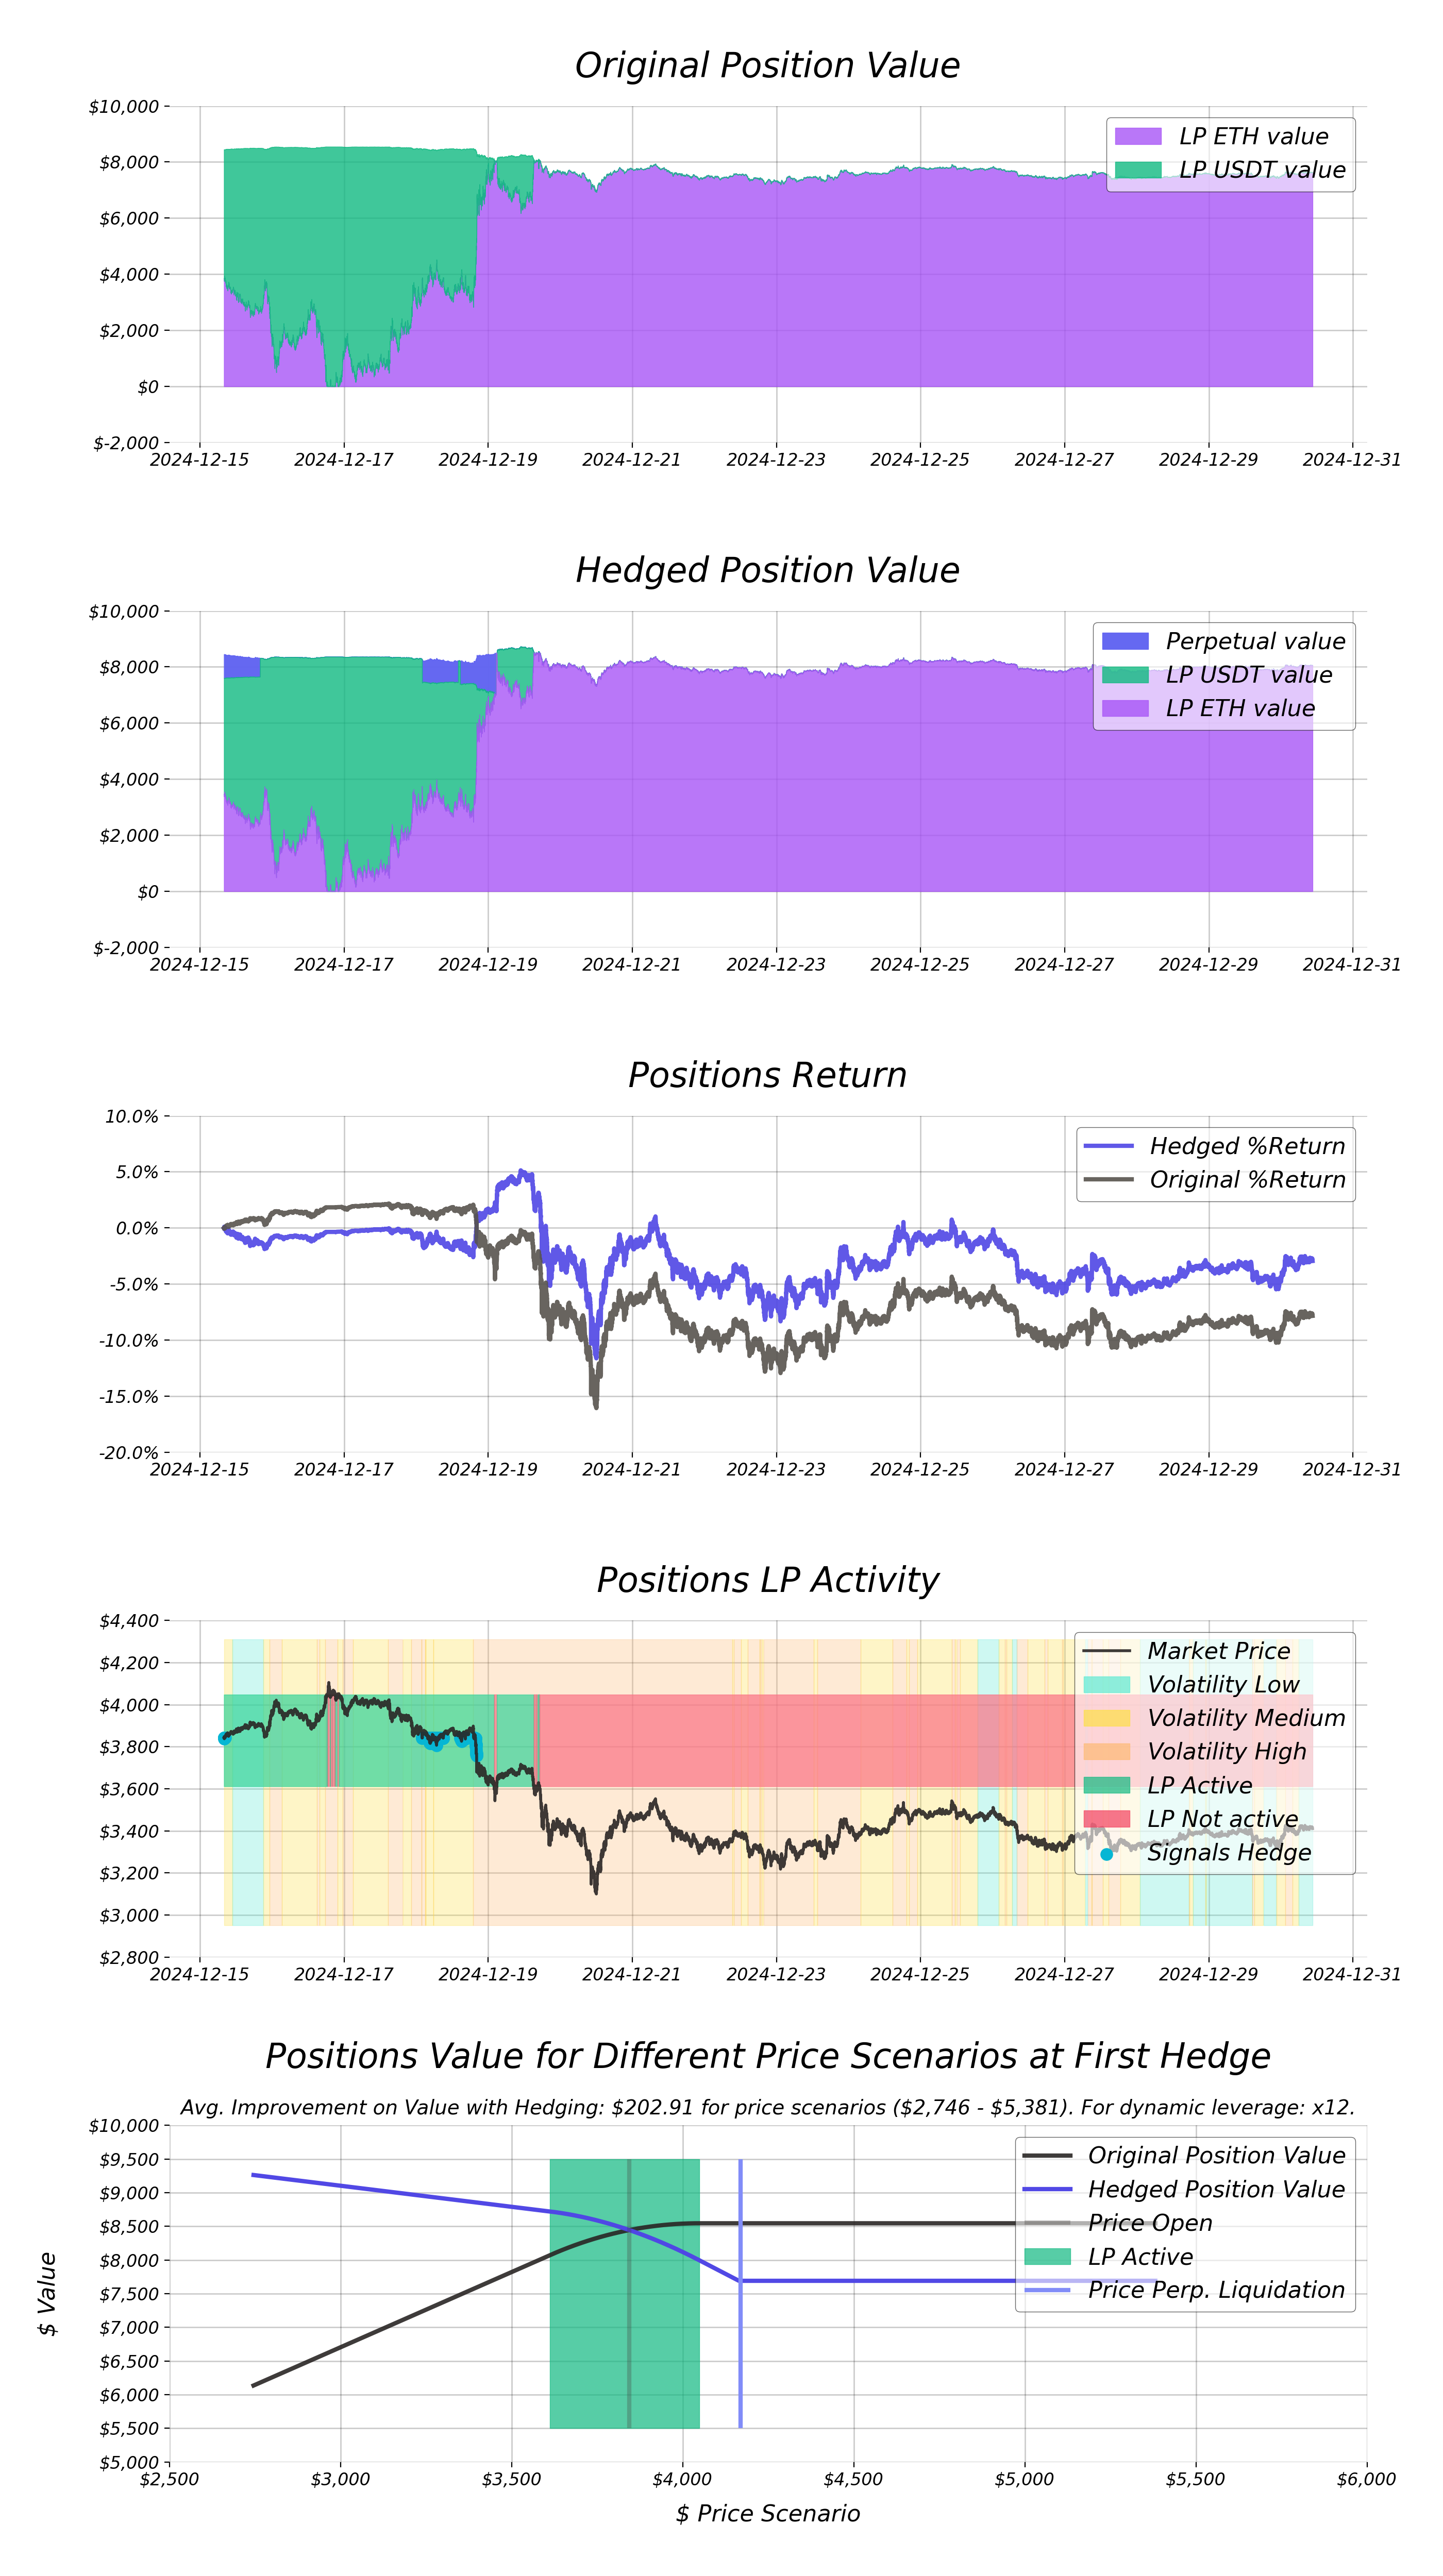 Original Position Value
$10,000
$8,000
$6,000
$4,000
$2,000
$0
$-2,000
LP ETH value
LP USDT value
2024-12-15 2024-12-17 2024-12-19 2024-12-21 2024-12-23 2024-12-25 2024-12-27 2024-12-29 2024-12-31
Hedged Position Value
$10,000
$8,000
$6,000
$4,000
$2,000
$0
$-2,000
Perpetual value
LP USDT value
LP ETH value
2024-12-15 2024-12-17 2024-12-19 2024-12-21 2024-12-23 2024-12-25 2024-12-27 2024-12-29 2024-12-31
Positions Return
10.0%
5.0%
0.0%
-5.0%
-10.0%
-15.0%
-20.0%
Hedged %Return
Original %Return
2024-12-15 2024-12-17 2024-12-19 2024-12-21 2024-12-23 2024-12-25 2024-12-27 2024-12-29 2024-12-31
Positions LP Activity
$4,400
$4,200
$4,000
$3,800
$3,600
$3,400
$3,200
$3,000
$2,800
Market Price
Volatility Low
Volatility Medium
Volatility High
LP Active
LP Not active
Signals Hedge
2024-12-15 2024-12-17 2024-12-19 2024-12-21 2024-12-23 2024-12-25 2024-12-27 2024-12-29 2024-12-31
Positions Value for Different Price Scenarios at First Hedge
Avg. Improvement on Value with Hedging: $202.91 for price scenarios ($2,746 - $5,381). For dynamic leverage: x12.
$ Value
$10,000
$9,500
$9,000
$8,500
$8,000
$7,500
$7,000
$6,500
$6,000
$5,500
$5,000
Original Position Value
Hedged Position Value
Price Open
LP Active
Price Perp. Liquidation
$2,500 $3,000 $3,500 $4,000 $4,500 $5,000 $5,500 $6,000
$ Price Scenario